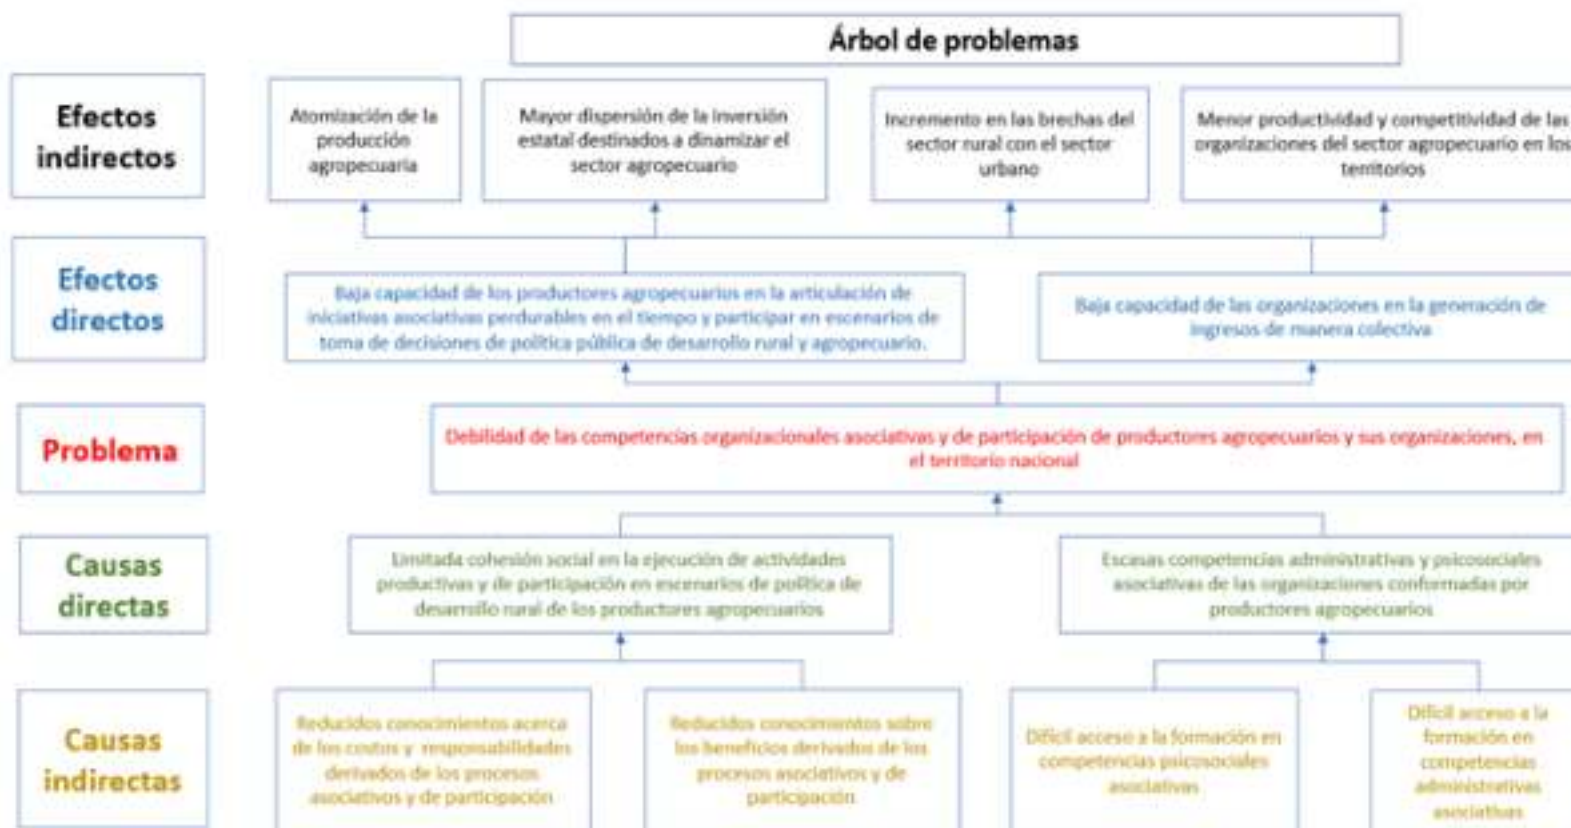 Árbol de problemas
Efectos
indirectos
Atomización de la
producción
agropecuaria
Mayor dispersión de la inversión
estatal destinados a dinamizar el
sector agropecuario
Incremento en las brechas del
sector rural con el sector
urbano
Menor productividad y competitividad de las
organizaciones del sector agropecuario en los
territorios
Efectos
directos
Baja capacidad de los productores agropecuarios en la articulación de
iniciativas asociativas perdurables en el tiempo y participar en escenarios de
toma de decisiones de política pública de desarrollo rural y agropecuario.
Baja capacidad de las organizaciones en la generación de
ingresos de manera colectiva
Problema
Debilidad de las competencias organizacionales asociativas y de participación de productores agropecuarios y sus organizaciones, en
el territorio nacional
Causas
directas
Limitada cohesión social en la ejecución de actividades
productivas y de participación en escenarios de política de
desarrollo rural de los productores agropecuarios
Escasas competencias administrativas y psicosociales
asociativas de las organizaciones conformadas por
productores agropecuarios
Causas
indirectas
Reducidos conocimientos acerca
de los costos y responsabilidades
derivados de los procesos
asociativos y de participación
Reducidos conocimientos sobre
los beneficios derivados de los
procesos asociativos y de
participación
Difícil acceso a la formación en
competencias psicosociales
asociativas
Difícil acceso a la
formación en
competencias
administrativas
asociativas